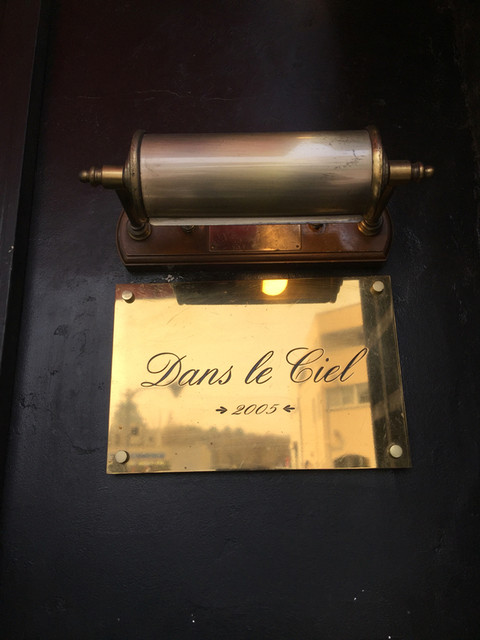 Dans le Ciel
→ 2005 ←